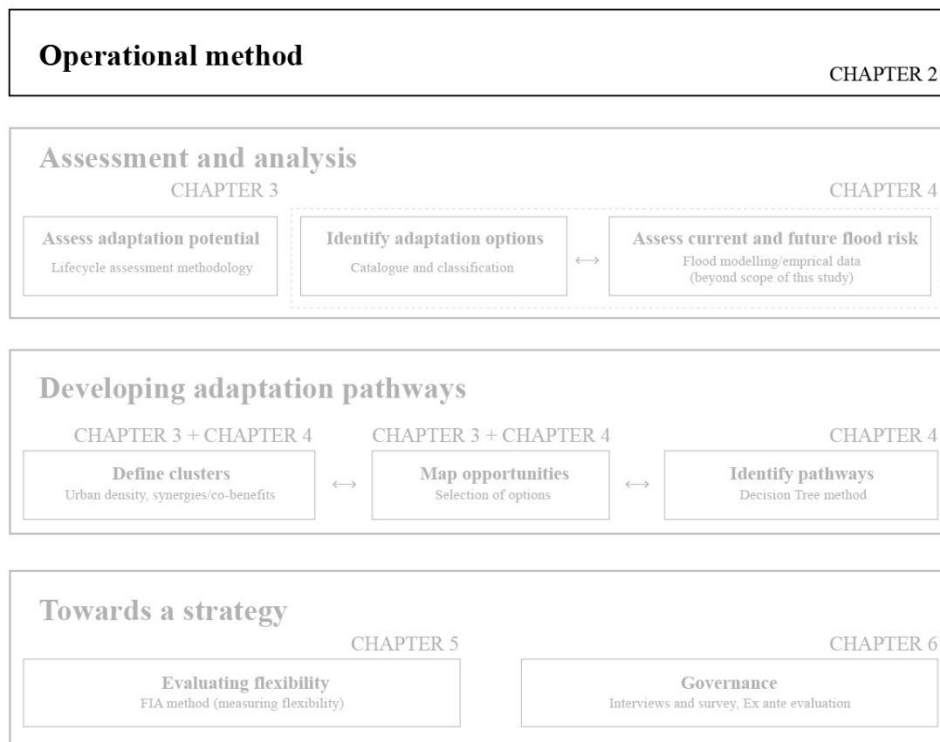 Operational method
CHAPTER 2
Assessment and analysis
CHAPTER 3
CHAPTER 4
Assess adaptation potential
Lifecycle assessment methodology
Identify adaptation options
Catalogue and classification
Assess current and future flood risk
Flood modelling/emprical data
(beyond scope of this study)
Developing adaptation pathways
CHAPTER 3 + CHAPTER 4
CHAPTER 3 + CHAPTER 4
CHAPTER 4
Define clusters
Urban density, synergies/co-benefits
Map opportunities
Selection of options
Identify pathways
Decision Tree method
Towards a strategy
CHAPTER 5
CHAPTER 6
Evaluating flexibility
FIA method (measuring flexibility)
Governance
Interviews and survey, Ex ante evaluation